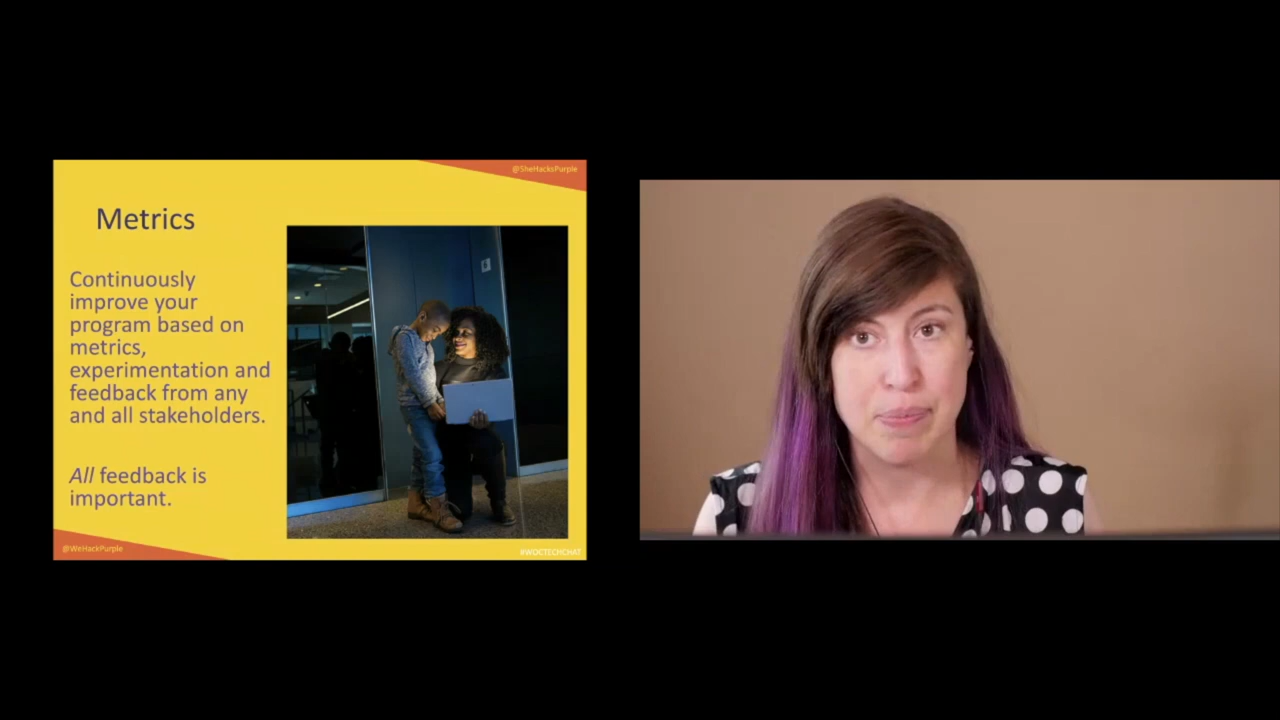 @SheHacksPurple
Metrics
Continuously
improve your
program based on
metrics,
experimentation and
feedback from any
and all stakeholders.
All feedback is
important.
@WeHackPurple
#WOCTECHCHAT